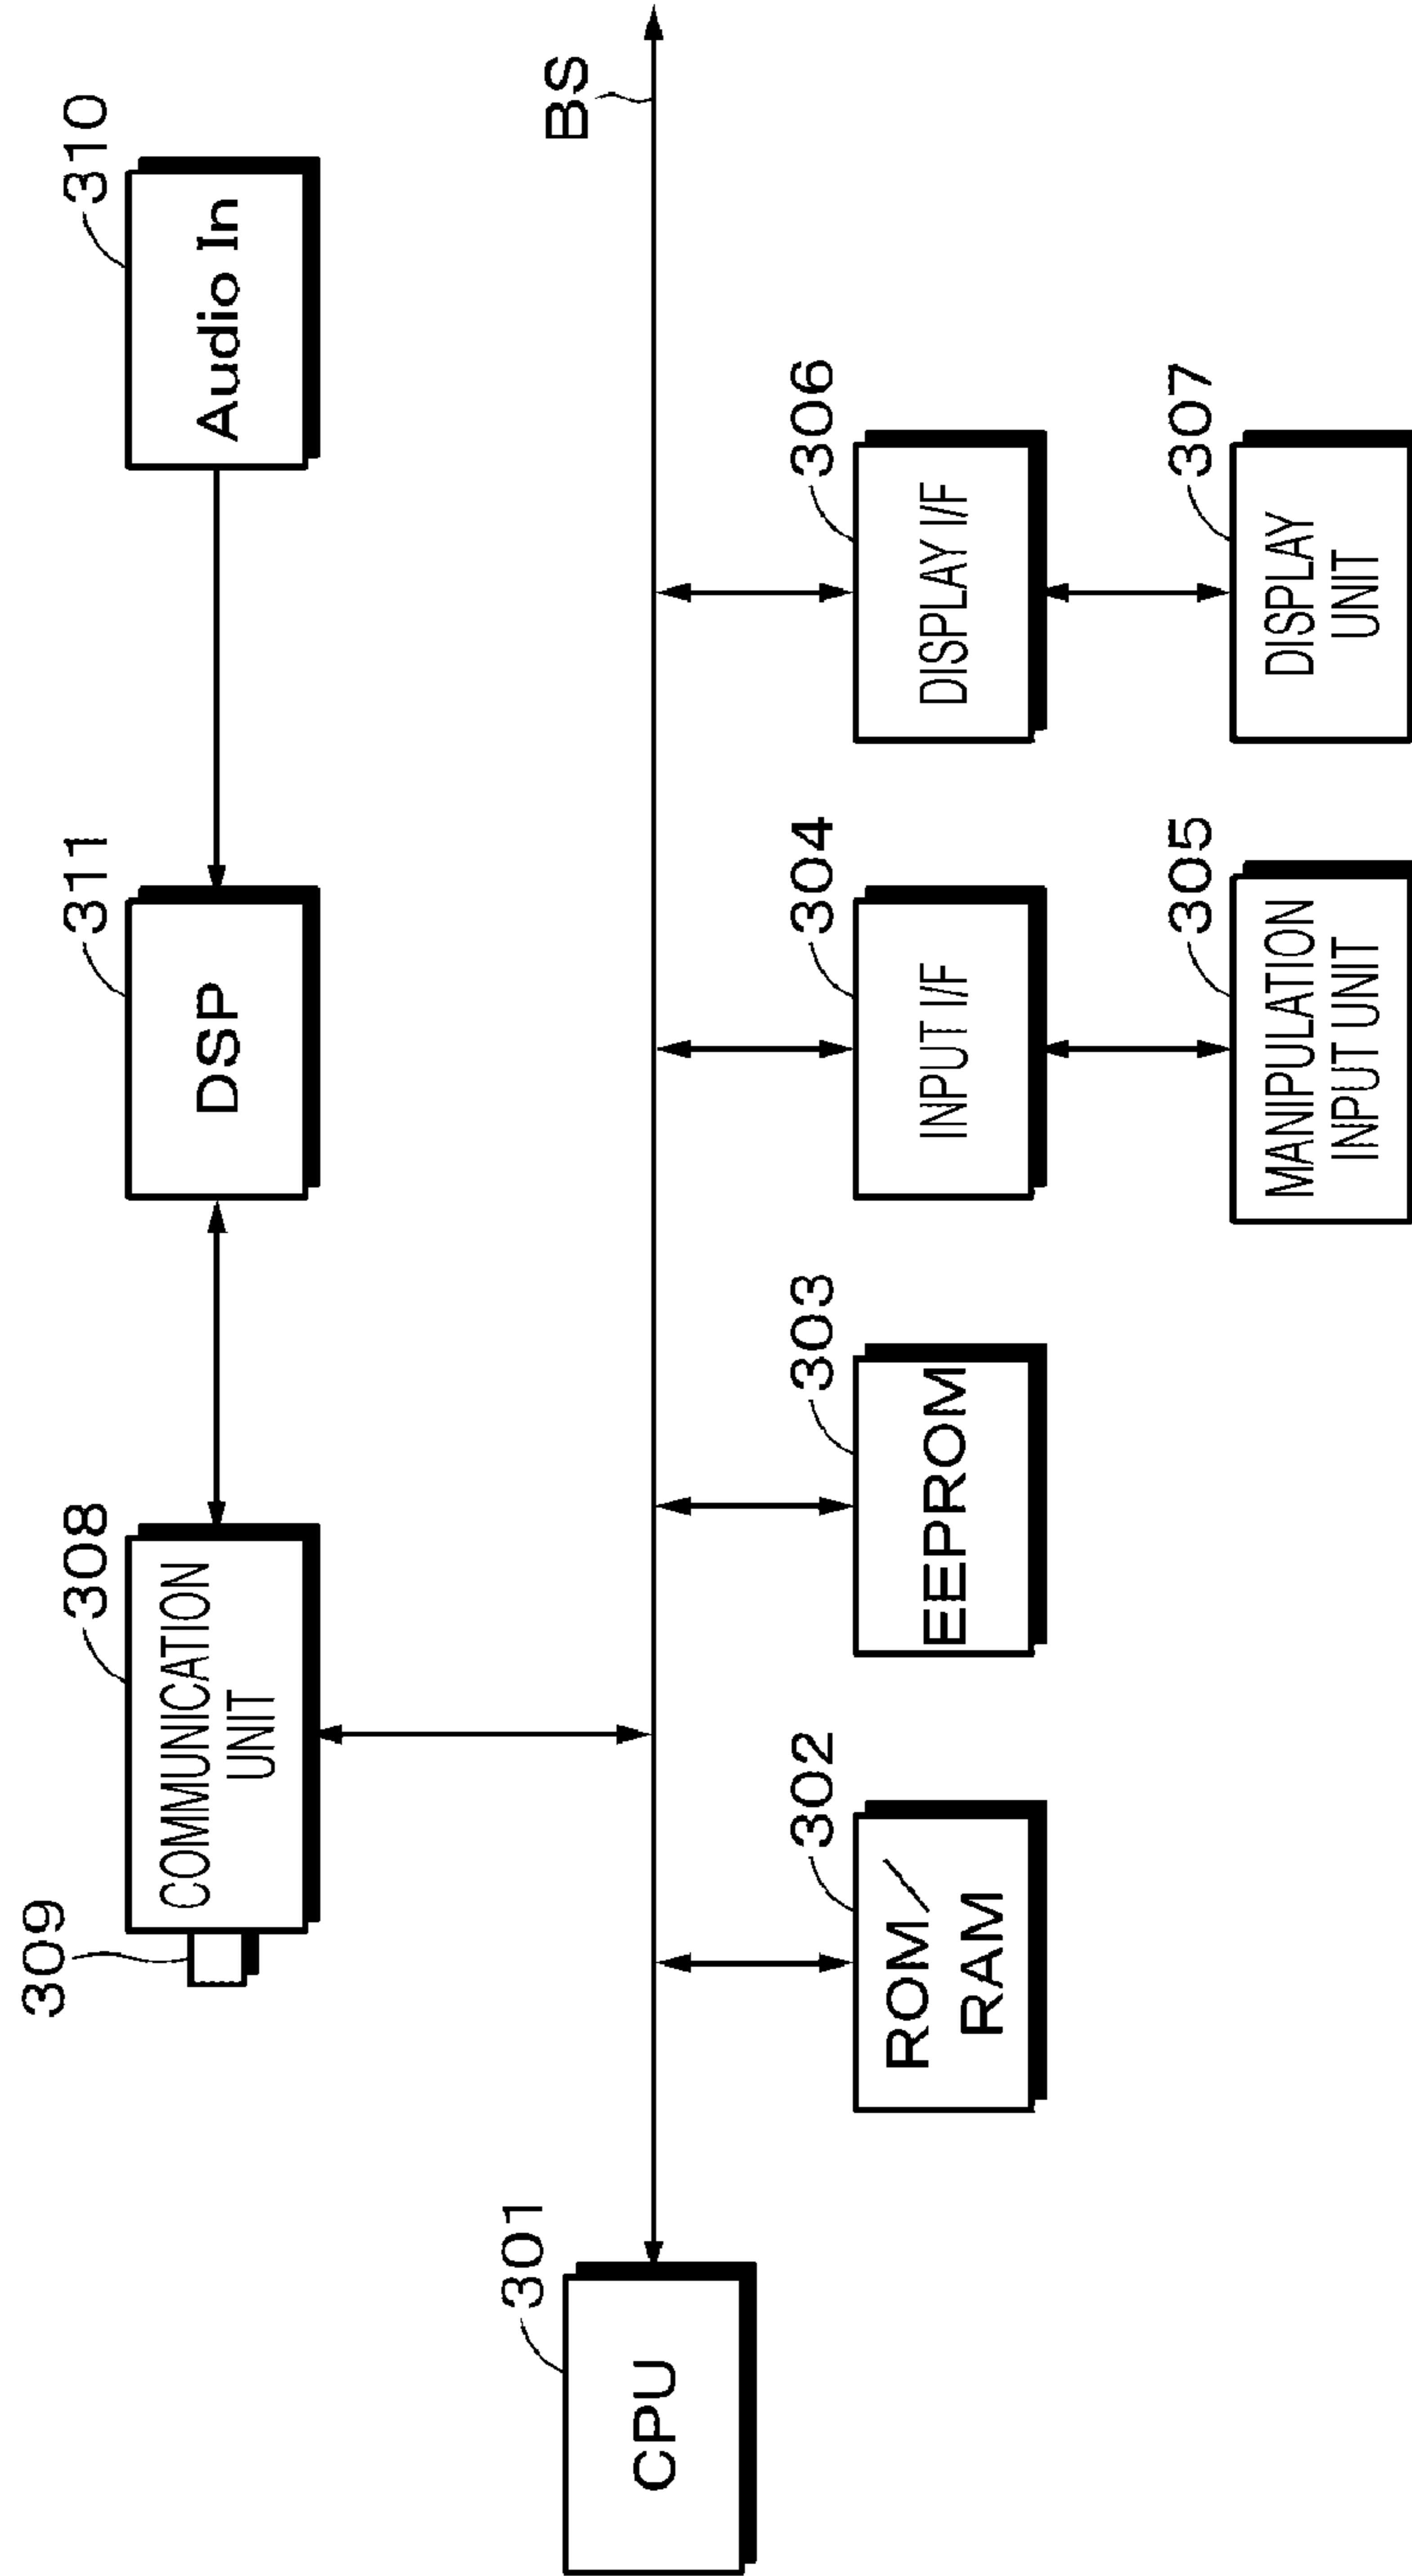 309
308
COMMUNICATION
UNIT
311
DSP
310
Audio In
BS
301
CPU
302
ROM/
RAM
303
EEPROM
304
INPUT I/F
306
DISPLAY I/F
305
MANIPULATION
INPUT UNIT
307
DISPLAY
UNIT